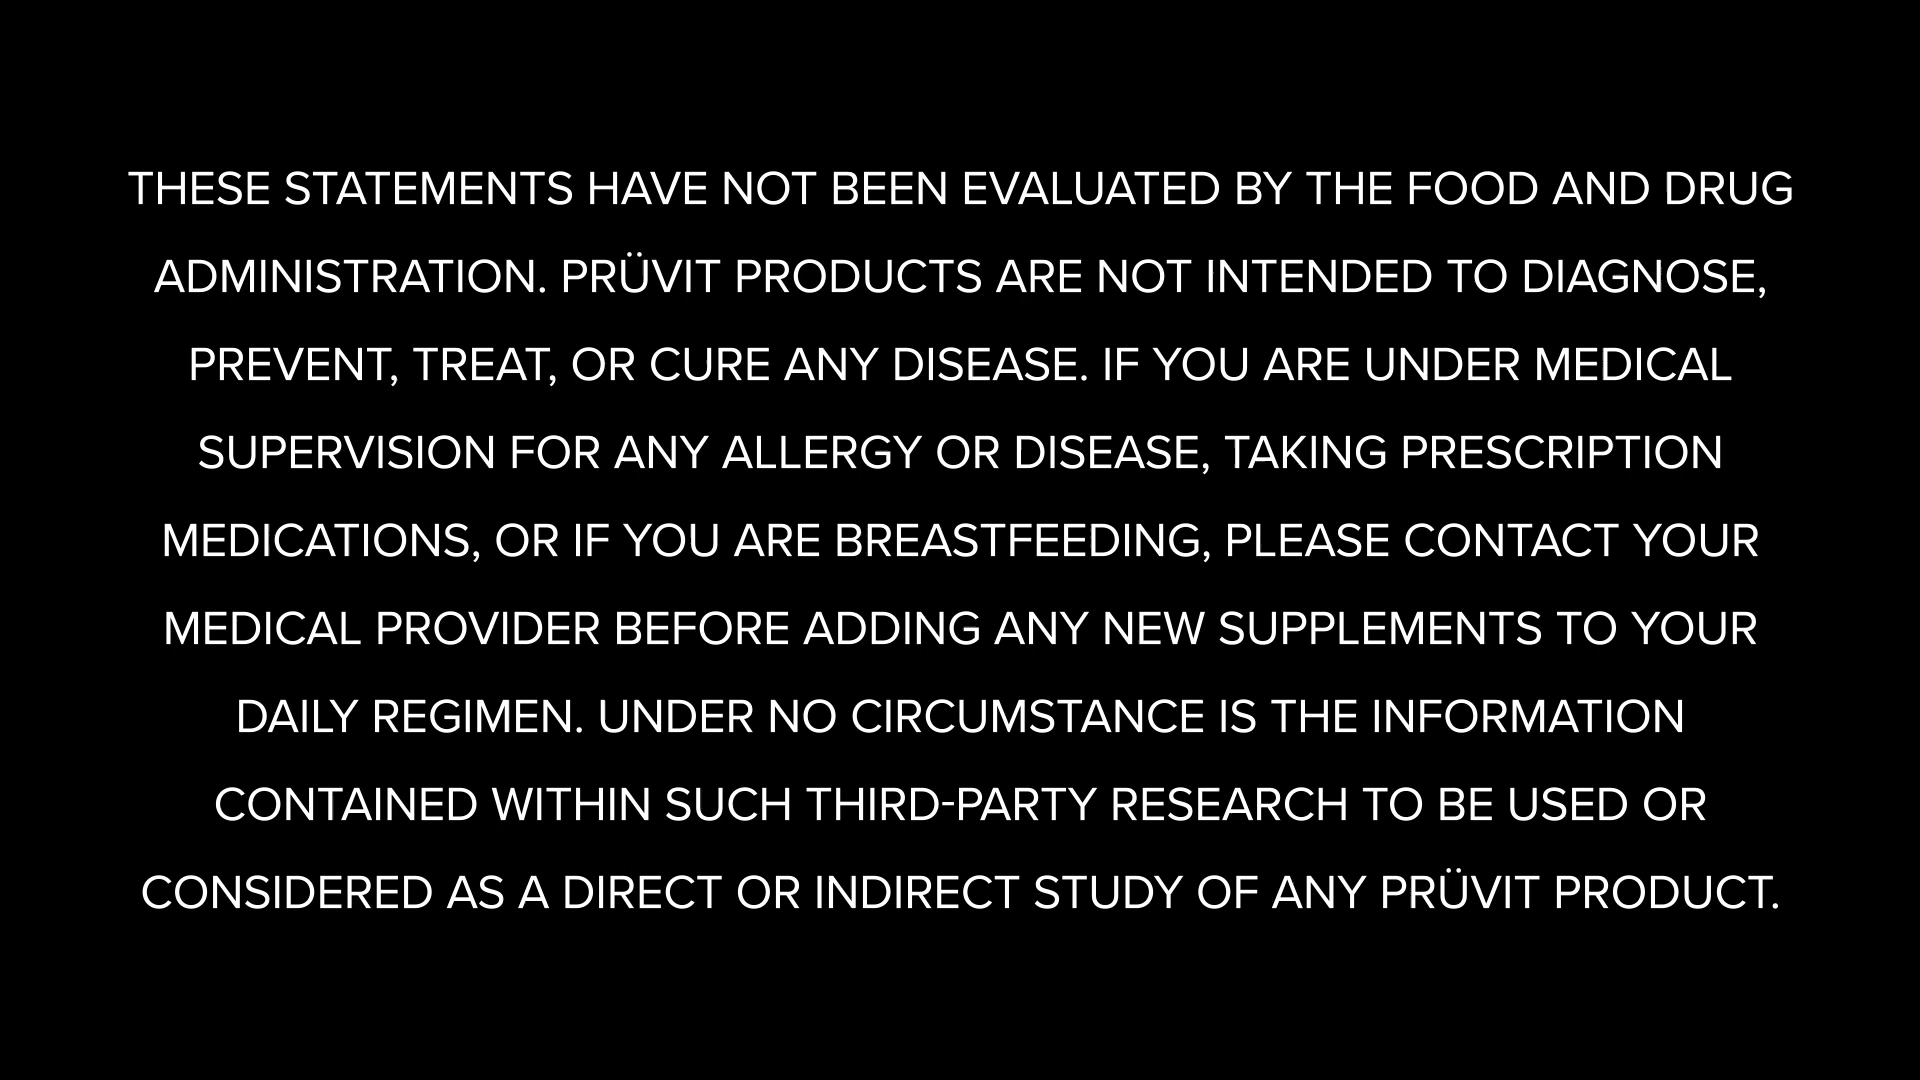 THESE STATEMENTS HAVE NOT BEEN EVALUATED BY THE FOOD AND DRUG
ADMINISTRATION. PRÜVIT PRODUCTS ARE NOT INTENDED TO DIAGNOSE,
PREVENT, TREAT, OR CURE ANY DISEASE. IF YOU ARE UNDER MEDICAL
SUPERVISION FOR ANY ALLERGY OR DISEASE, TAKING PRESCRIPTION
MEDICATIONS, OR IF YOU ARE BREASTFEEDING, PLEASE CONTACT YOUR
MEDICAL PROVIDER BEFORE ADDING ANY NEW SUPPLEMENTS TO YOUR
DAILY REGIMEN. UNDER NO CIRCUMSTANCE IS THE INFORMATION
CONTAINED WITHIN SUCH THIRD-PARTY RESEARCH TO BE USED OR
CONSIDERED AS A DIRECT OR INDIRECT STUDY OF ANY PRÜVIT PRODUCT.